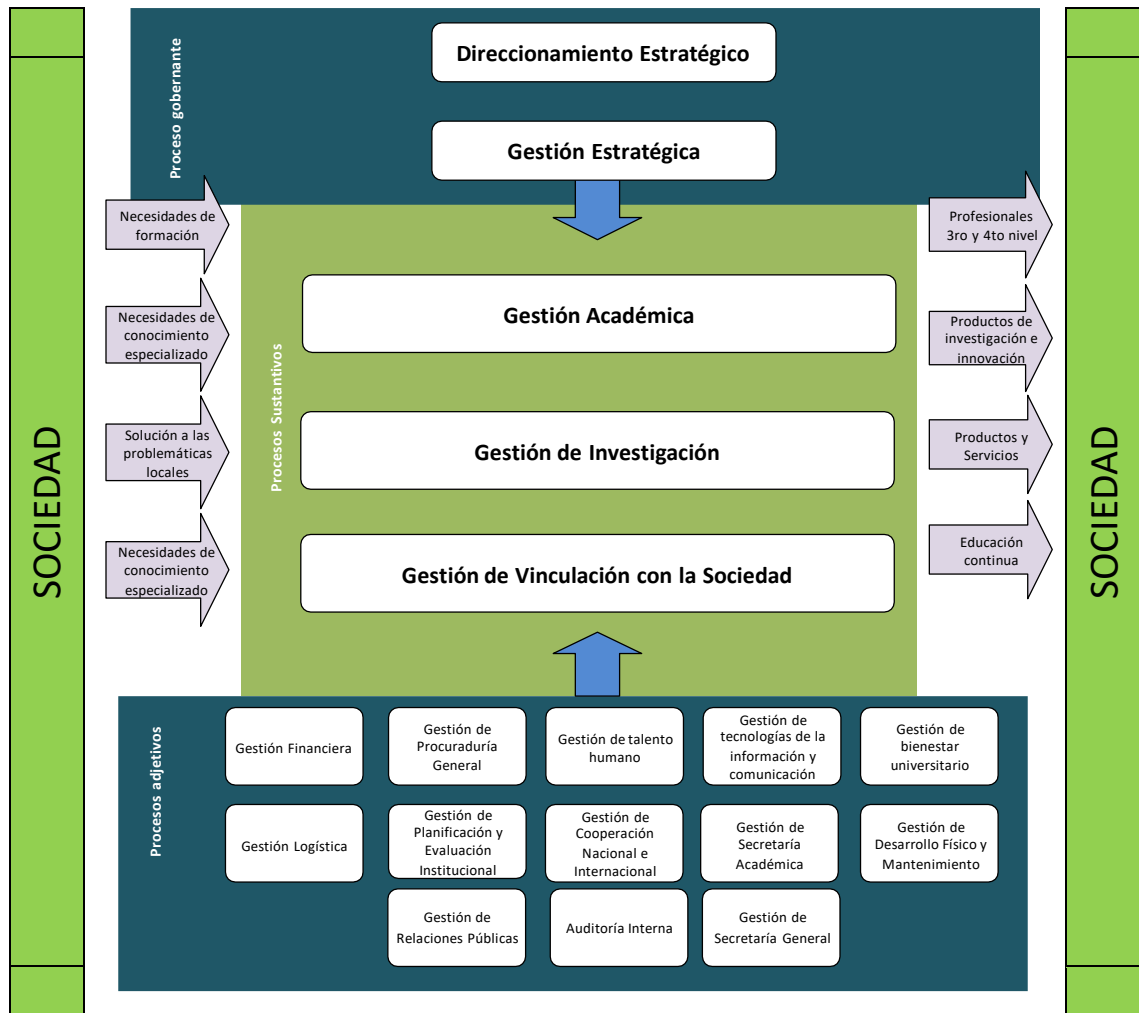 SOCIEDAD
Proceso gobernante
Direccionamiento Estratégico
Gestión Estratégica
Necesidades de
formación
Necesidades de
conocimiento
especializado
Solución a las
problemáticas
locales
Necesidades de
conocimiento
especializado
Procesos Sustantivos
Gestión Académica
Gestión de Investigación
Gestión de Vinculación con la Sociedad
Profesionales
3ro y 4to nivel
Productos de
investigación e
innovación
Productos y
Servicios
Educación
continua
SOCIEDAD
Procesos adjetivos
Gestión Financiera
Gestión de
Procuraduría
General
Gestión de talento
humano
Gestión de
tecnologías de la
información y
comunicación
Gestión de
bienestar
universitario
Gestión Logística
Gestión de
Planificación y
Evaluación
Institucional
Gestión de
Cooperación
Nacional e
Internacional
Gestión de
Secretaría
Académica
Gestión de
Desarrollo Físico y
Mantenimiento
Gestión de
Relaciones Públicas
Auditoría Interna
Gestión de
Secretaría General